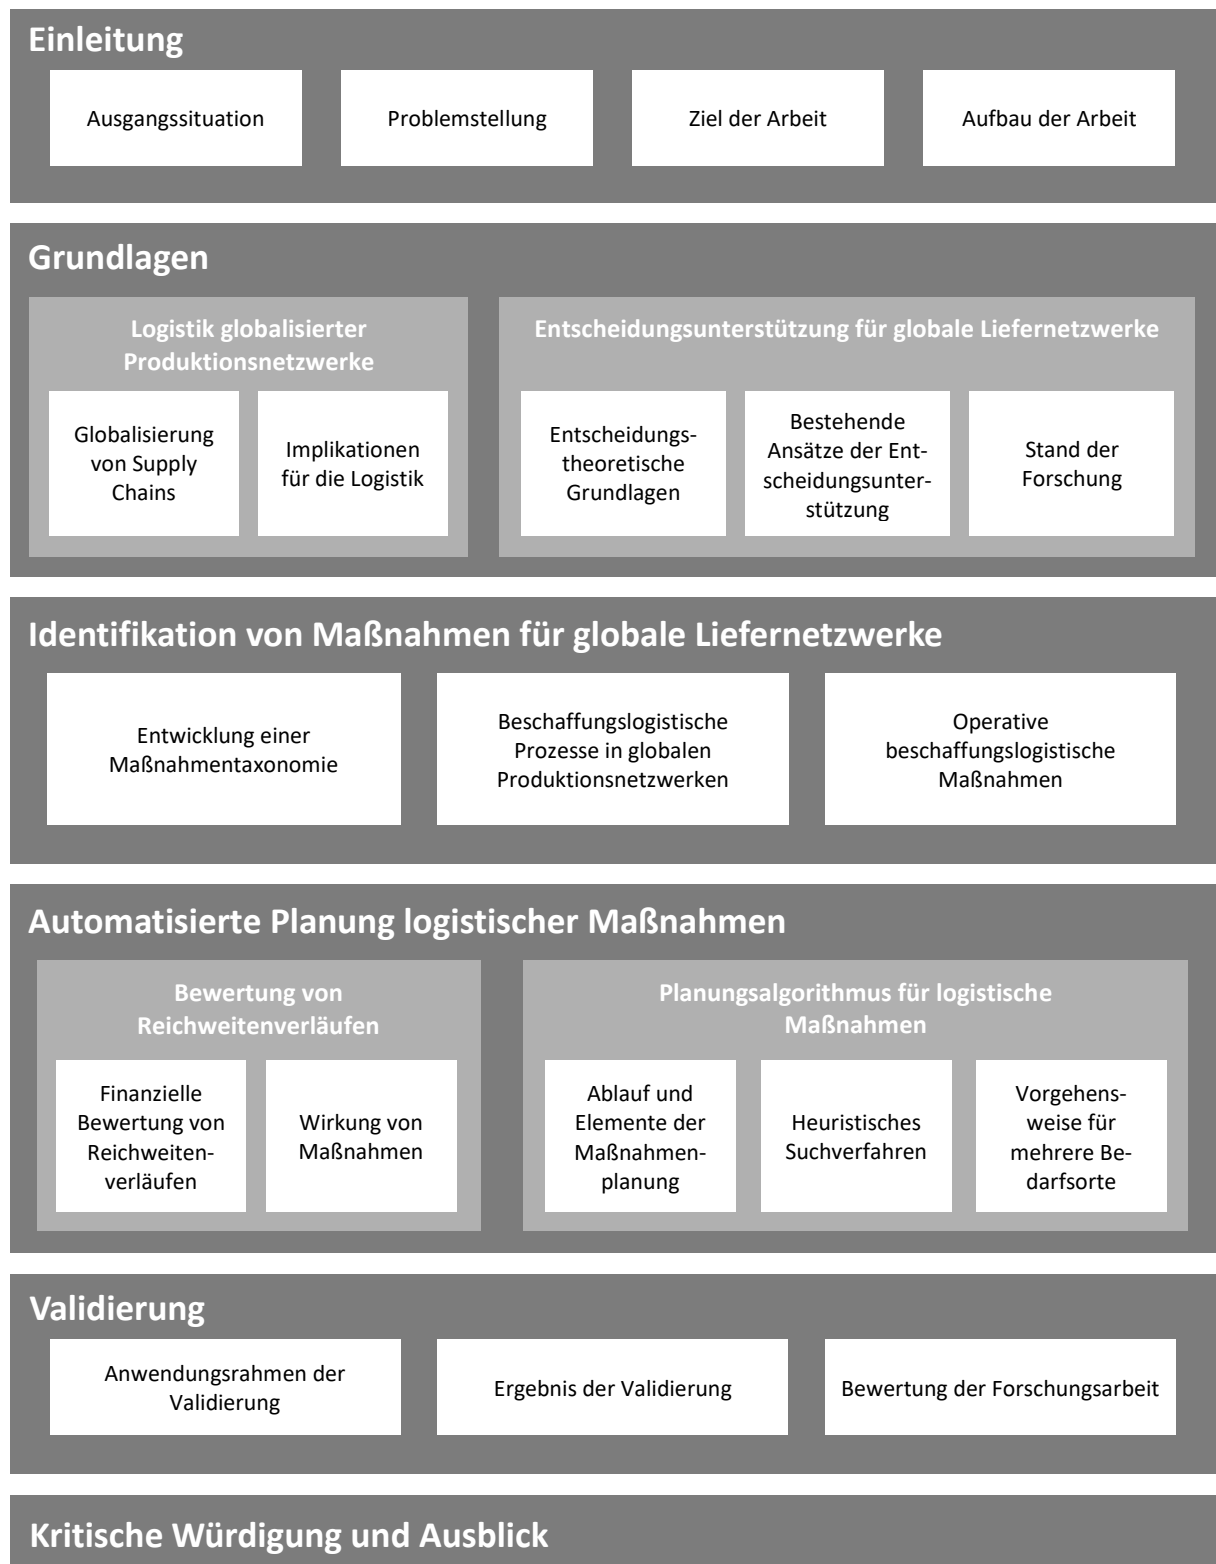 Einleitung
Ausgangssituation
Problemstellung
Ziel der Arbeit
Aufbau der Arbeit
Grundlagen
Logistik globalisierter
Produktionsnetzwerke
Globalisierung
von Supply
Chains
Implikationen
für die Logistik
Entscheidungsunterstützung für globale Liefernetzwerke
Entscheidungs-
theoretische
Grundlagen
Bestehende
Ansätze der Ent-
scheidungsunter-
stützung
Stand der
Forschung
Identifikation von Maßnahmen für globale Liefernetzwerke
Entwicklung einer
Maßnahmentaxonomie
Beschaffungslogistische
Prozesse in globalen
Produktionsnetzwerken
Operative
beschaffungslogistische
Maßnahmen
Automatisierte Planung logistischer Maßnahmen
Bewertung von
Reichweitenverläufen
Finanzielle
Bewertung von
Reichweiten-
verläufen
Wirkung von
Maßnahmen
Planungsalgorithmus für logistische
Maßnahmen
Ablauf und
Elemente der
Maßnahmen-
planung
Heuristisches
Suchverfahren
Vorgehens-
weise für
mehrere Be-
darfsorte
Validierung
Anwendungsrahmen der
Validierung
Ergebnis der Validierung
Bewertung der Forschungsarbeit
Kritische Würdigung und Ausblick